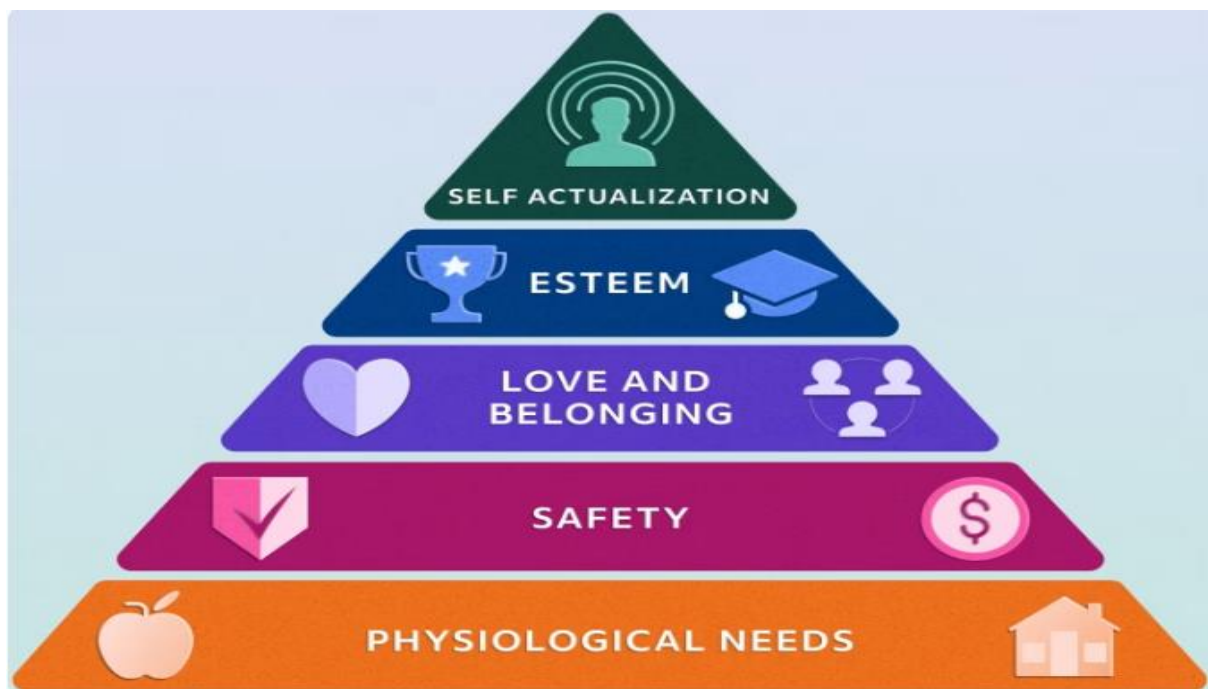 SELF ACTUALIZATION
ESTEEM
LOVE AND
BELONGING
SAFETY
$
PHYSIOLOGICAL NEEDS